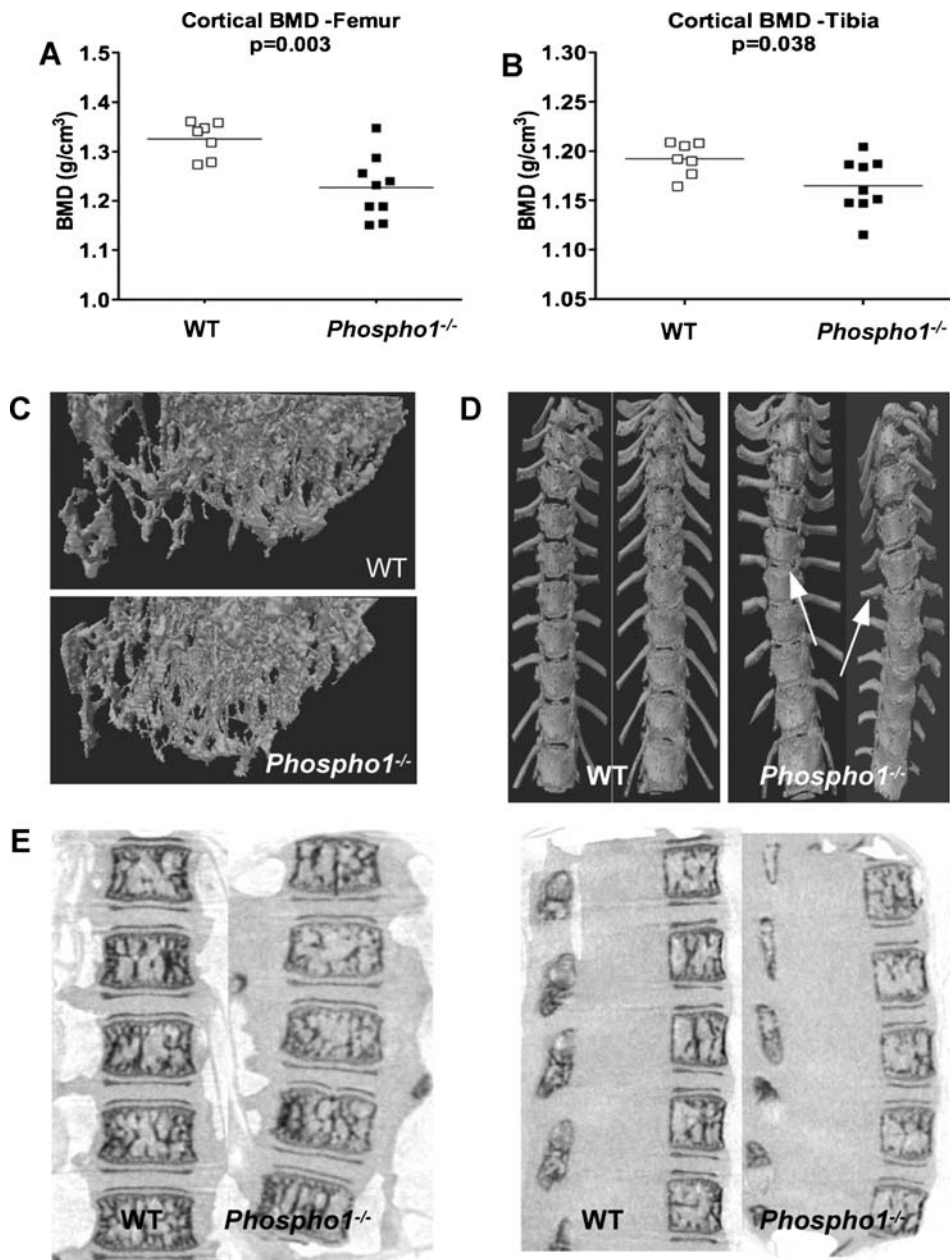 A
Cortical BMD -Femur
p=0.003
BMD (g/cm³)
1.5
1.4
1.3
1.2
1.1
1.0
WT
Phospho1⁻/⁻
B
Cortical BMD -Tibia
p=0.038
BMD (g/cm³)
1.30
1.25
1.20
1.15
1.10
1.05
WT
Phospho1⁻/⁻
C
WT
Phospho1⁻/⁻
D
WT
Phospho1⁻/⁻
E
WT
Phospho1⁻/⁻
WT
Phospho1⁻/⁻